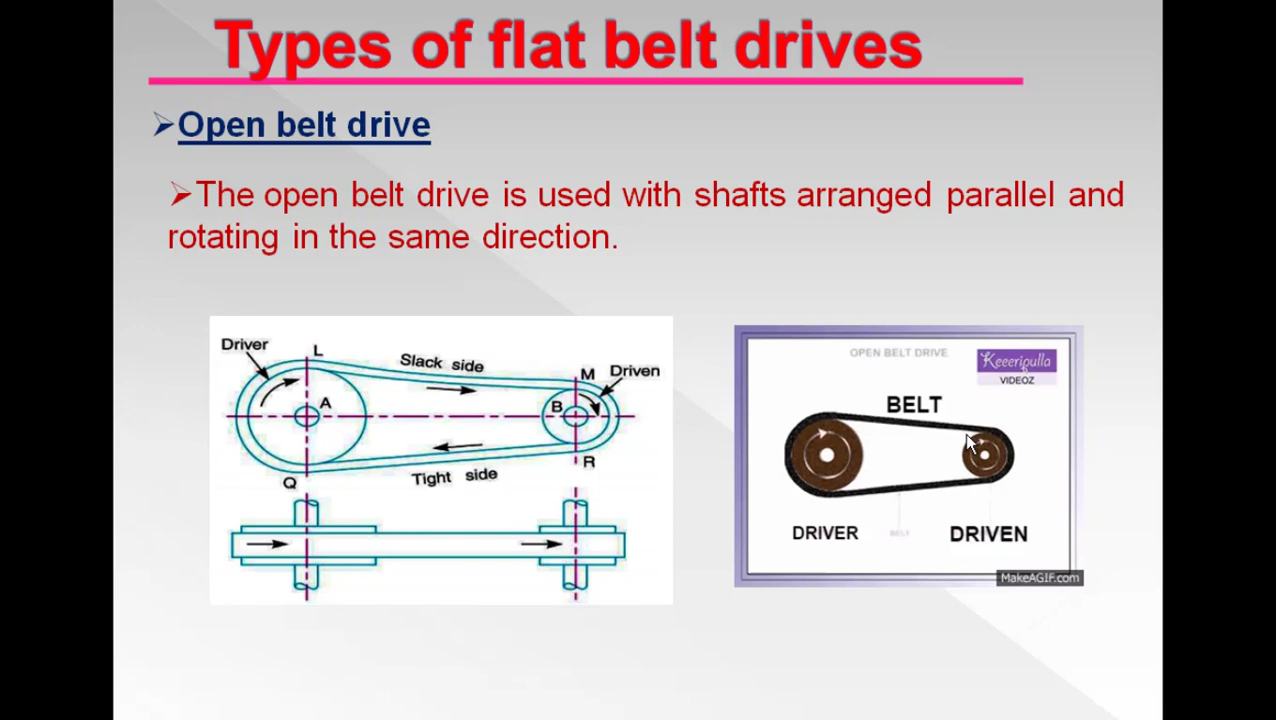 Types of flat belt drives
➢Open belt drive
➢The open belt drive is used with shafts arranged parallel and
rotating in the same direction.
Driver
L
Slack side
M
Driven
A
B
Q
Tight side
R
OPEN BELT DRIVE
Keeeripulla
VIDEOZ
BELT
DRIVER
BELT
DRIVEN
MakeAGIF.com